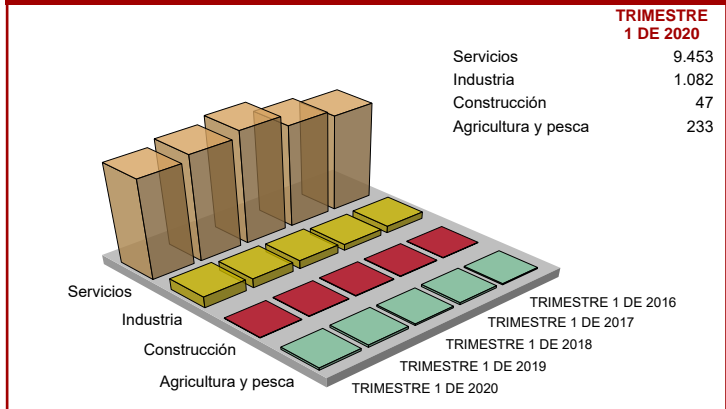 TRIMESTRE
1 DE 2020
Servicios 9.453
Industria 1.082
Construcción 47
Agricultura y pesca 233
Servicios
Industria
Construcción
Agricultura y pesca
TRIMESTRE 1 DE 2016
TRIMESTRE 1 DE 2017
TRIMESTRE 1 DE 2018
TRIMESTRE 1 DE 2019
TRIMESTRE 1 DE 2020